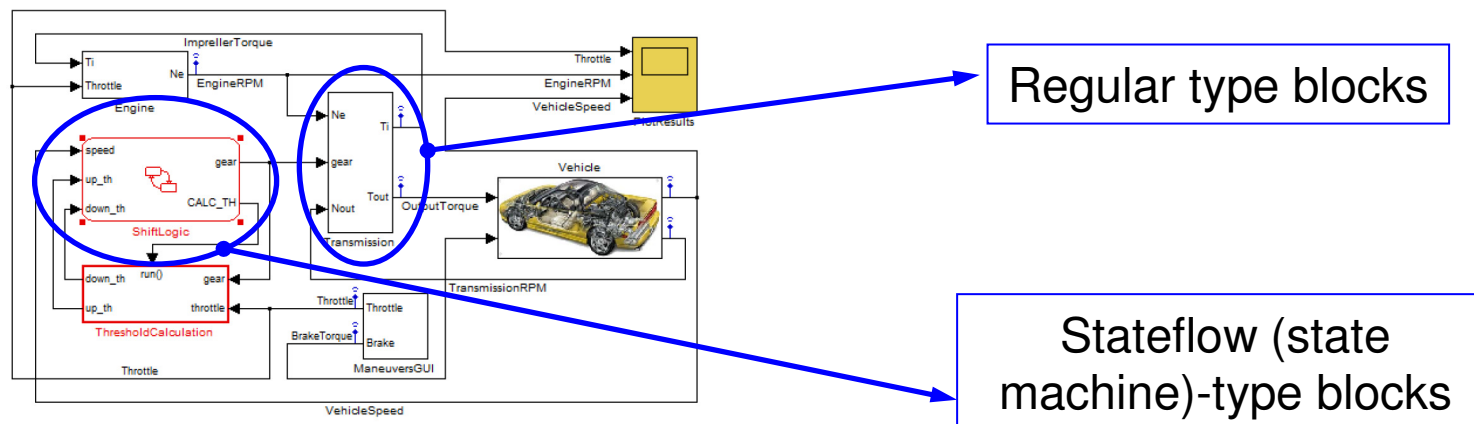 ImprellerTorque
Ti
Throttle
Ne
EngineRPM
Engine
Throttle
EngineRPM
VehicleSpeed
PlotResults
Regular type blocks
speed
up_th
down_th
gear
CALC_TH
ShiftLogic
Ne
gear
Nout
Ti
Tout
Transmission
OutputTorque
Vehicle
TransmissionRPM
down_th
up_th
run()
gear
throttle
ThresholdCalculation
Throttle
BrakeTorque
Throttle
Brake
ManeuversGUI
Throttle
VehicleSpeed
Stateflow (state
machine)-type blocks